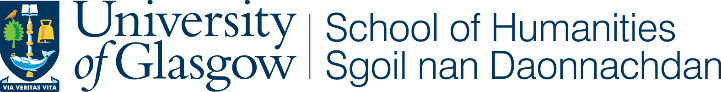 University
of Glasgow
School of Humanities
Sgoil nan Daonnachdan
VIA VERITAS VITA